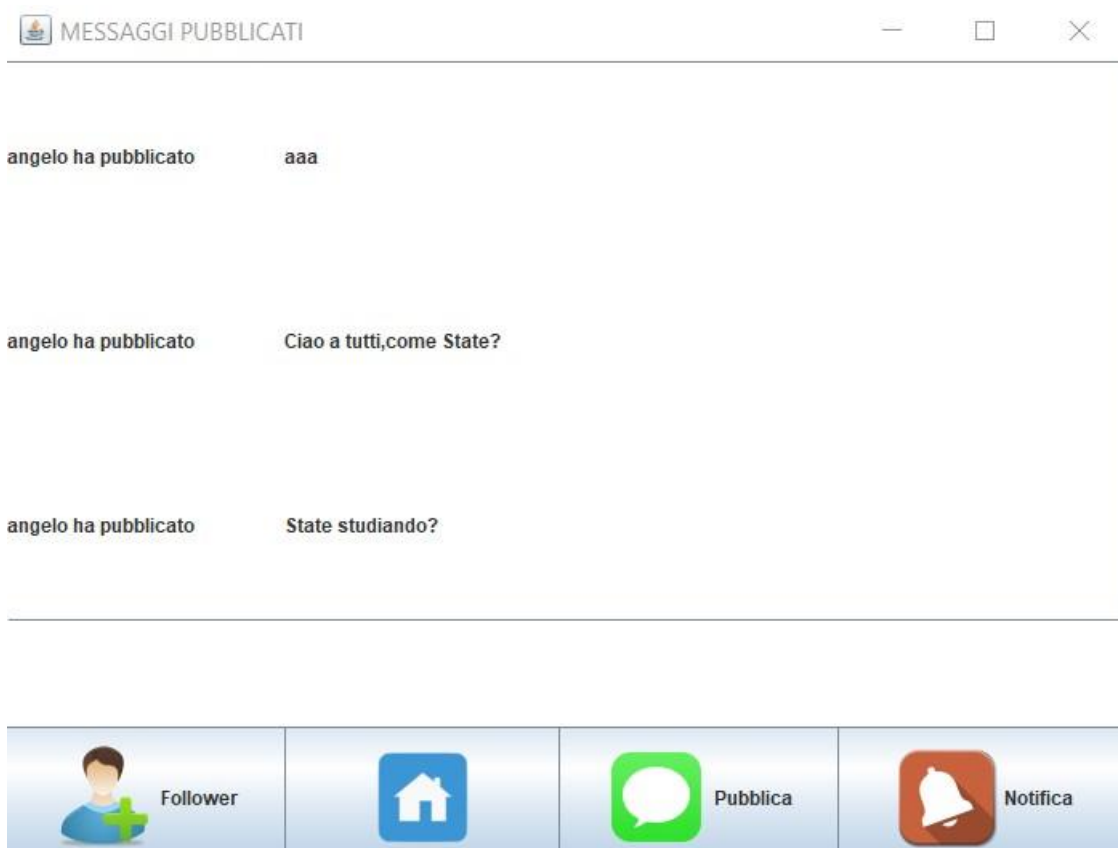 MESSAGGI PUBBLICATI
angelo ha pubblicato aaa
angelo ha pubblicato Ciao a tutti,come State?
angelo ha pubblicato State studiando?
Follower Pubblica Notifica